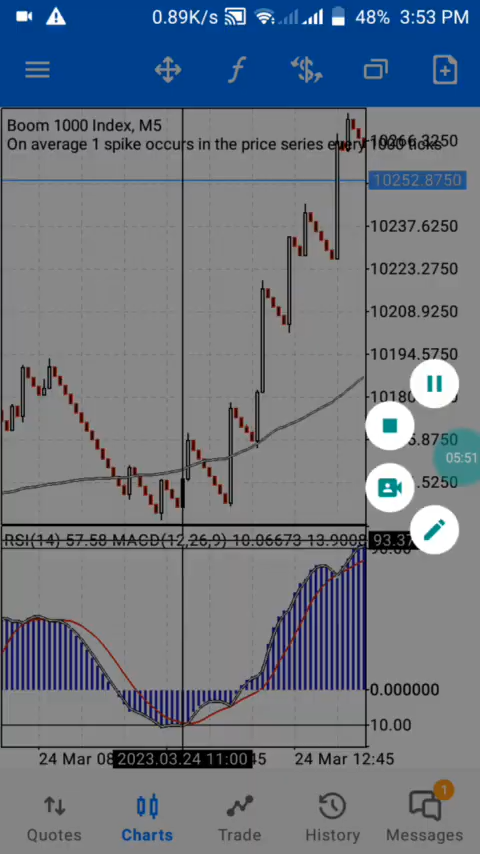 0.89K/s 48% 3:53 PM
Boom 1000 Index, M5
On average 1 spike occurs in the price series every 1000 ticks
10266.3250
10252.8750
10237.6250
10223.2750
10208.9250
10194.5750
05:51
RSI(14) 57.58 MACD(12,26,9) 10.06673 13.9008
93.37
0.000000
10.00
24 Mar 08 2023.03.24 11:00 45 24 Mar 12:45
1
Quotes Charts Trade History Messages